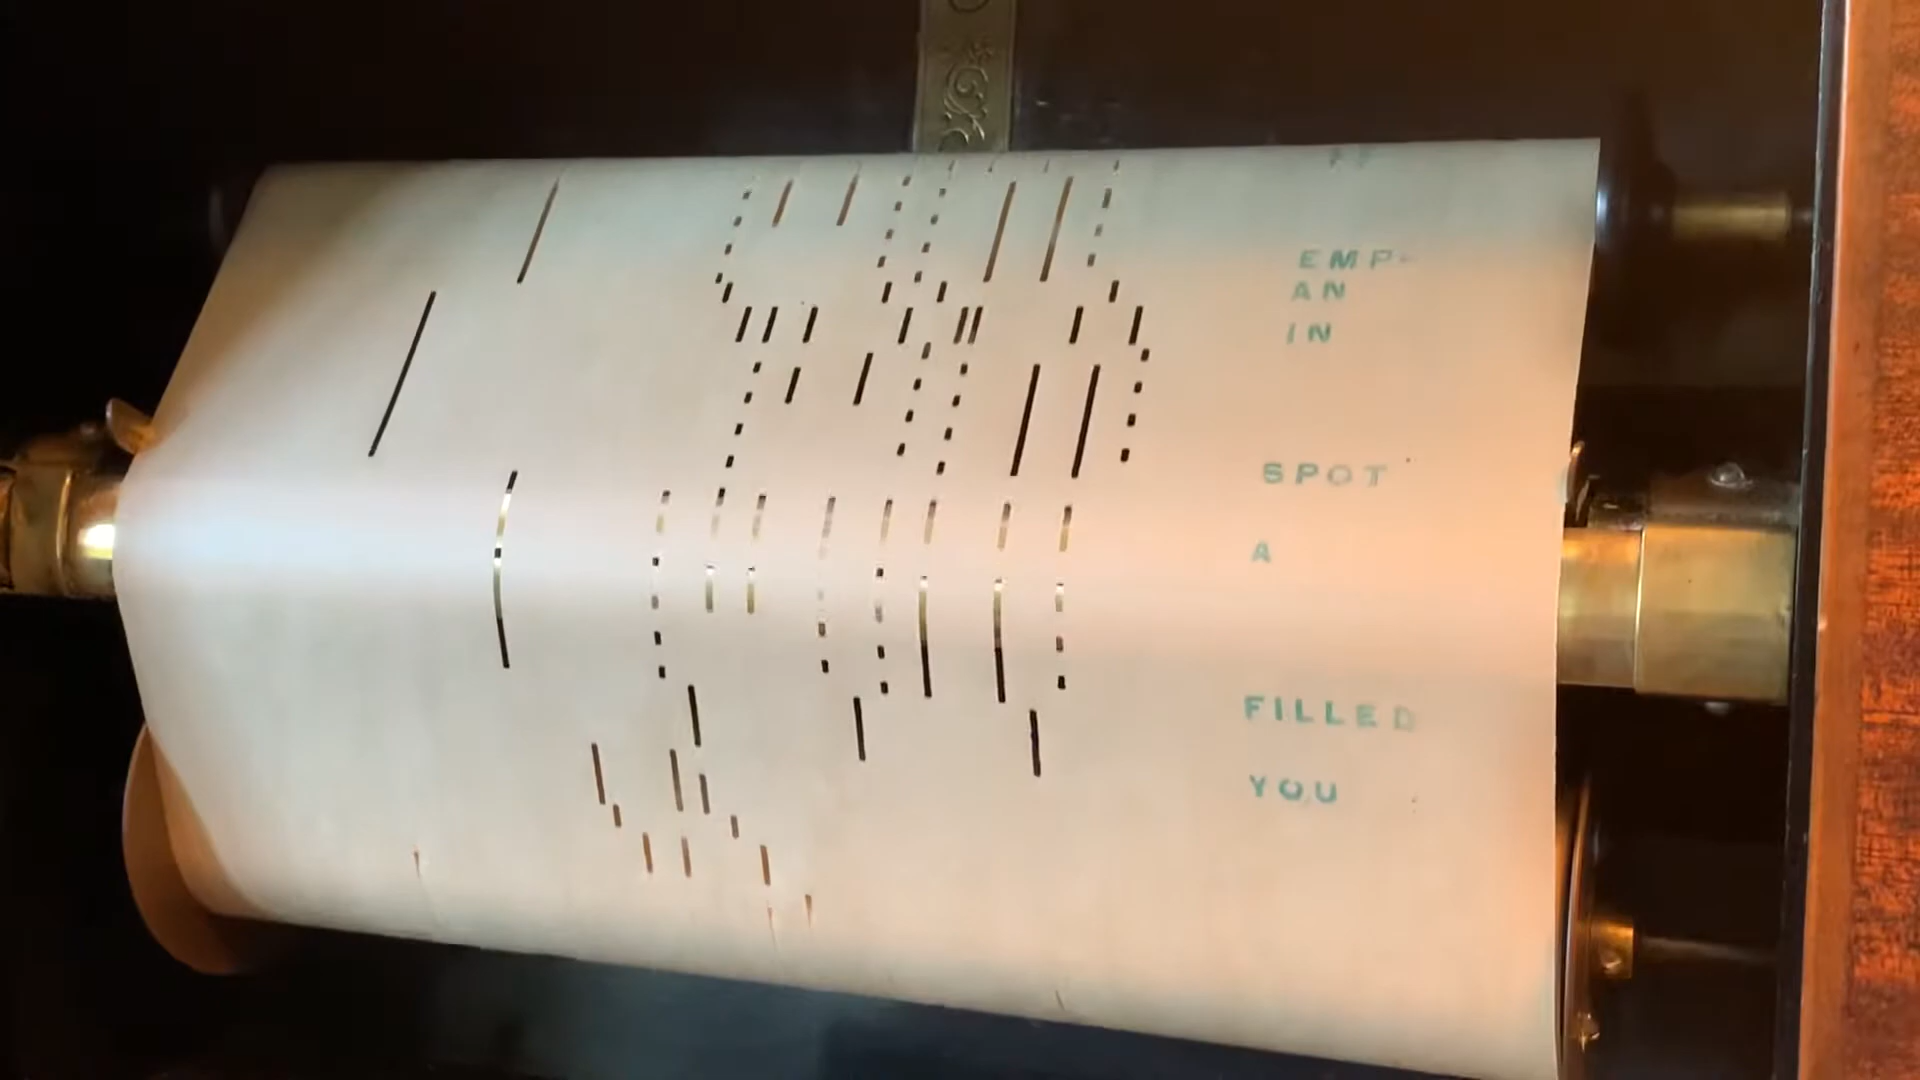 EMP-
AN
IN
SPOT
A
FILLED
YOU